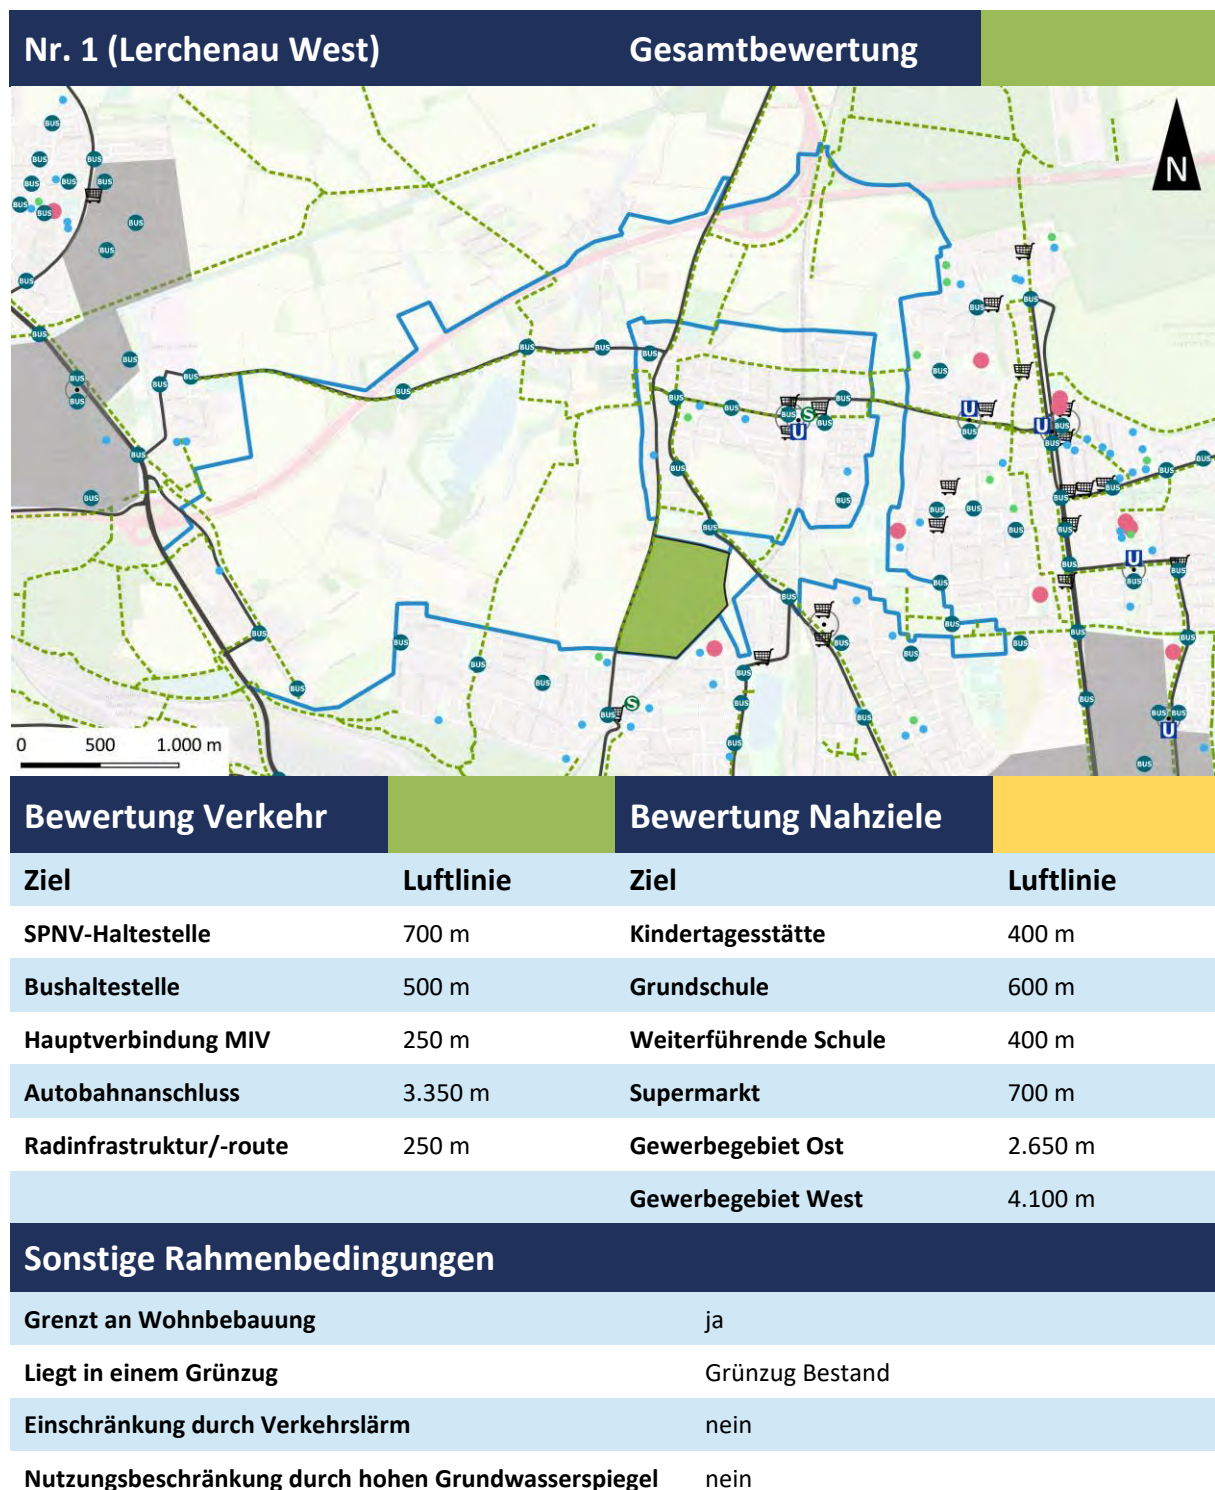 Nr. 1 (Lerchenau West) Gesamtbewertung
N
0 500 1.000 m
Bewertung Verkehr Bewertung Nahziele
Ziel Luftlinie Ziel Luftlinie
SPNV-Haltestelle 700 m Kindertagesstätte 400 m
Bushaltestelle 500 m Grundschule 600 m
Hauptverbindung MIV 250 m Weiterführende Schule 400 m
Autobahnanschluss 3.350 m Supermarkt 700 m
Radinfrastruktur/-route 250 m Gewerbegebiet Ost 2.650 m
Gewerbegebiet West 4.100 m
Sonstige Rahmenbedingungen
Grenzt an Wohnbebauung ja
Liegt in einem Grünzug Grünzug Bestand
Einschränkung durch Verkehrslärm nein
Nutzungsbeschränkung durch hohen Grundwasserspiegel nein